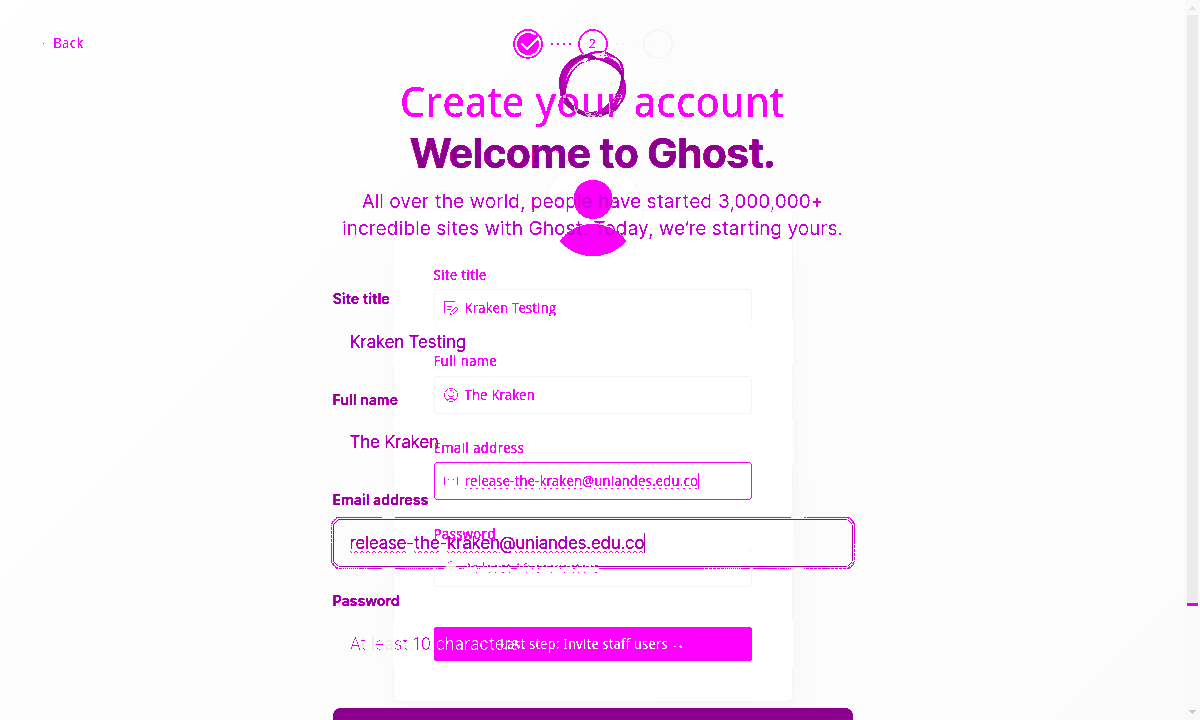 Back
2
Create your account
Welcome to Ghost.
All over the world, people have started 3,000,000+
incredible sites with Ghost. Today, we’re starting yours.
Site title
Kraken Testing
Site title
Kraken Testing
Full name
The Kraken
Full name
The Kraken
Email address
release-the-kraken@uniandes.edu.co
Email address
release-the-kraken@uniandes.edu.co
Password
Password
At least 10 characters
Last step: Invite staff users →